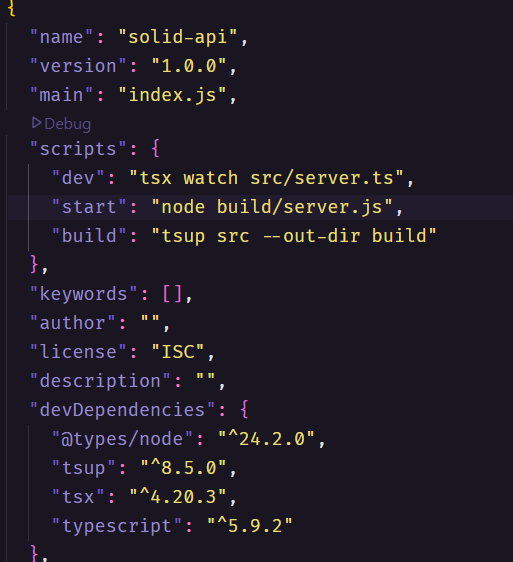 {
"name": "solid-api",
"version": "1.0.0",
"main": "index.js",
Debug
"scripts": {
"dev": "tsx watch src/server.ts",
"start": "node build/server.js",
"build": "tsup src --out-dir build"
},
"keywords": [],
"author": "",
"license": "ISC",
"description": "",
"devDependencies": {
"@types/node": "^24.2.0",
"tsup": "^8.5.0",
"tsx": "^4.20.3",
"typescript": "^5.9.2"
},